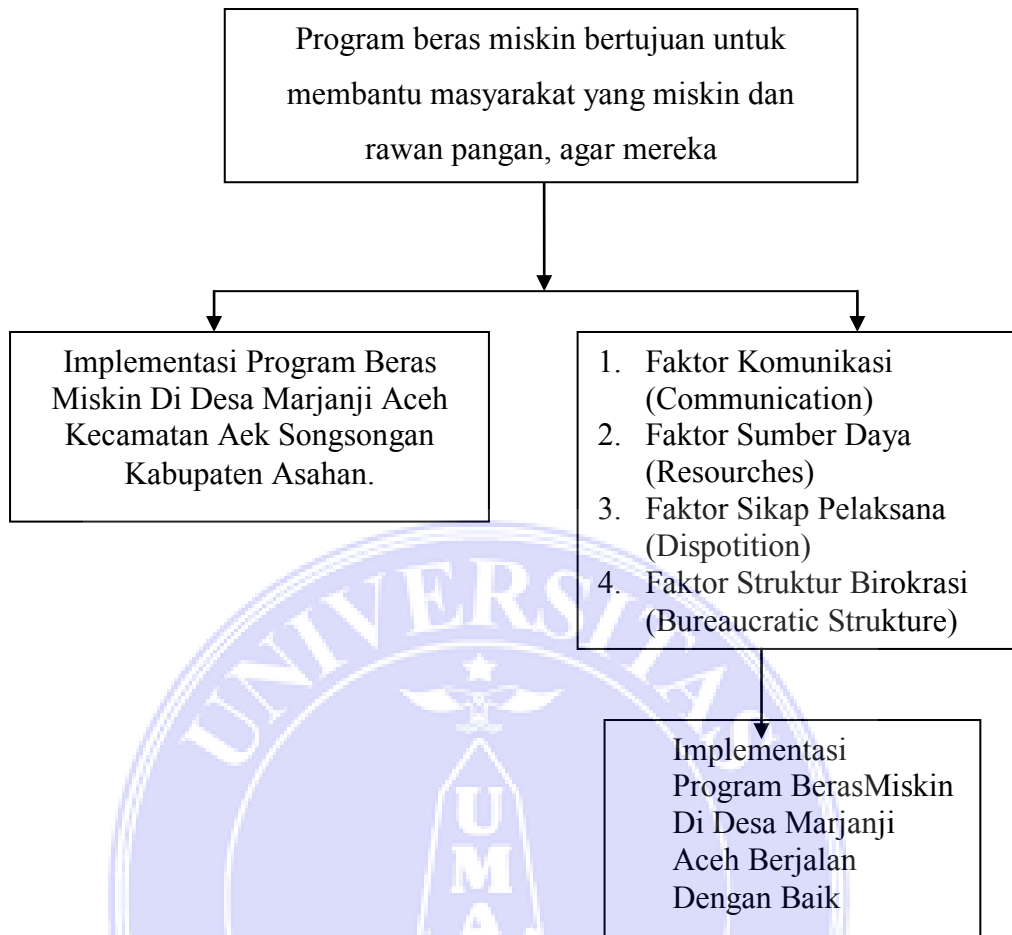 Program beras miskin bertujuan untuk
membantu masyarakat yang miskin dan
rawan pangan, agar mereka
Implementasi Program Beras
Miskin Di Desa Marjanji Aceh
Kecamatan Aek Songsongan
Kabupaten Asahan.
1. Faktor Komunikasi
(Communication)
2. Faktor Sumber Daya
(Resourches)
3. Faktor Sikap Pelaksana
(Dispotition)
4. Faktor Struktur Birokrasi
(Bureaucratic Strukture)
Implementasi
Program BerasMiskin
Di Desa Marjanji
Aceh Berjalan
Dengan Baik
UNIVERSITAS
U
M
A